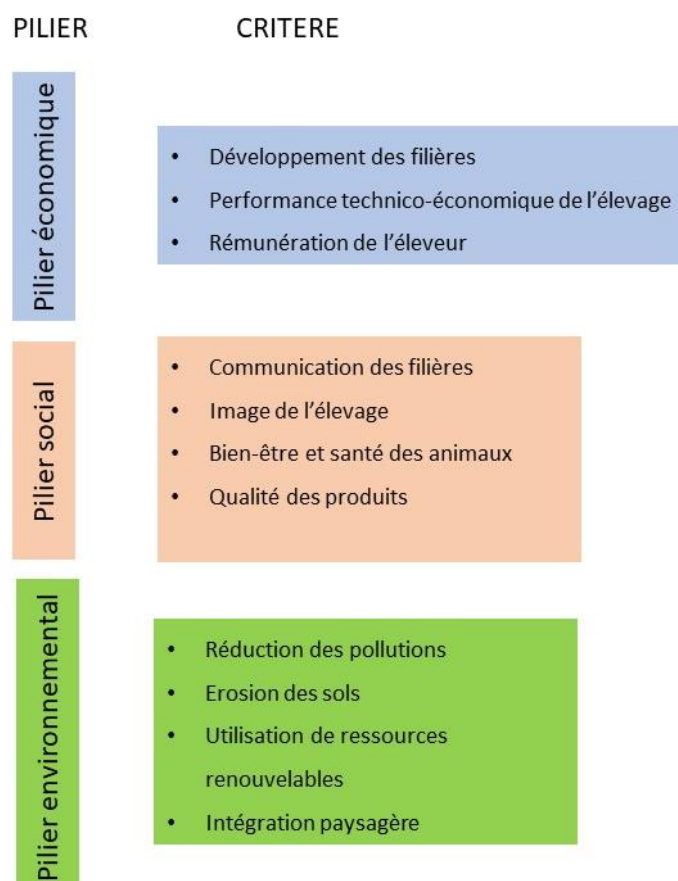 PILIER CRITERE
Pilier économique
• Développement des filières
• Performance technico-économique de l'élevage
• Rémunération de l'éleveur
Pilier social
• Communication des filières
• Image de l'élevage
• Bien-être et santé des animaux
• Qualité des produits
Pilier environnemental
• Réduction des pollutions
• Erosion des sols
• Utilisation de ressources
renouvelables
• Intégration paysagère